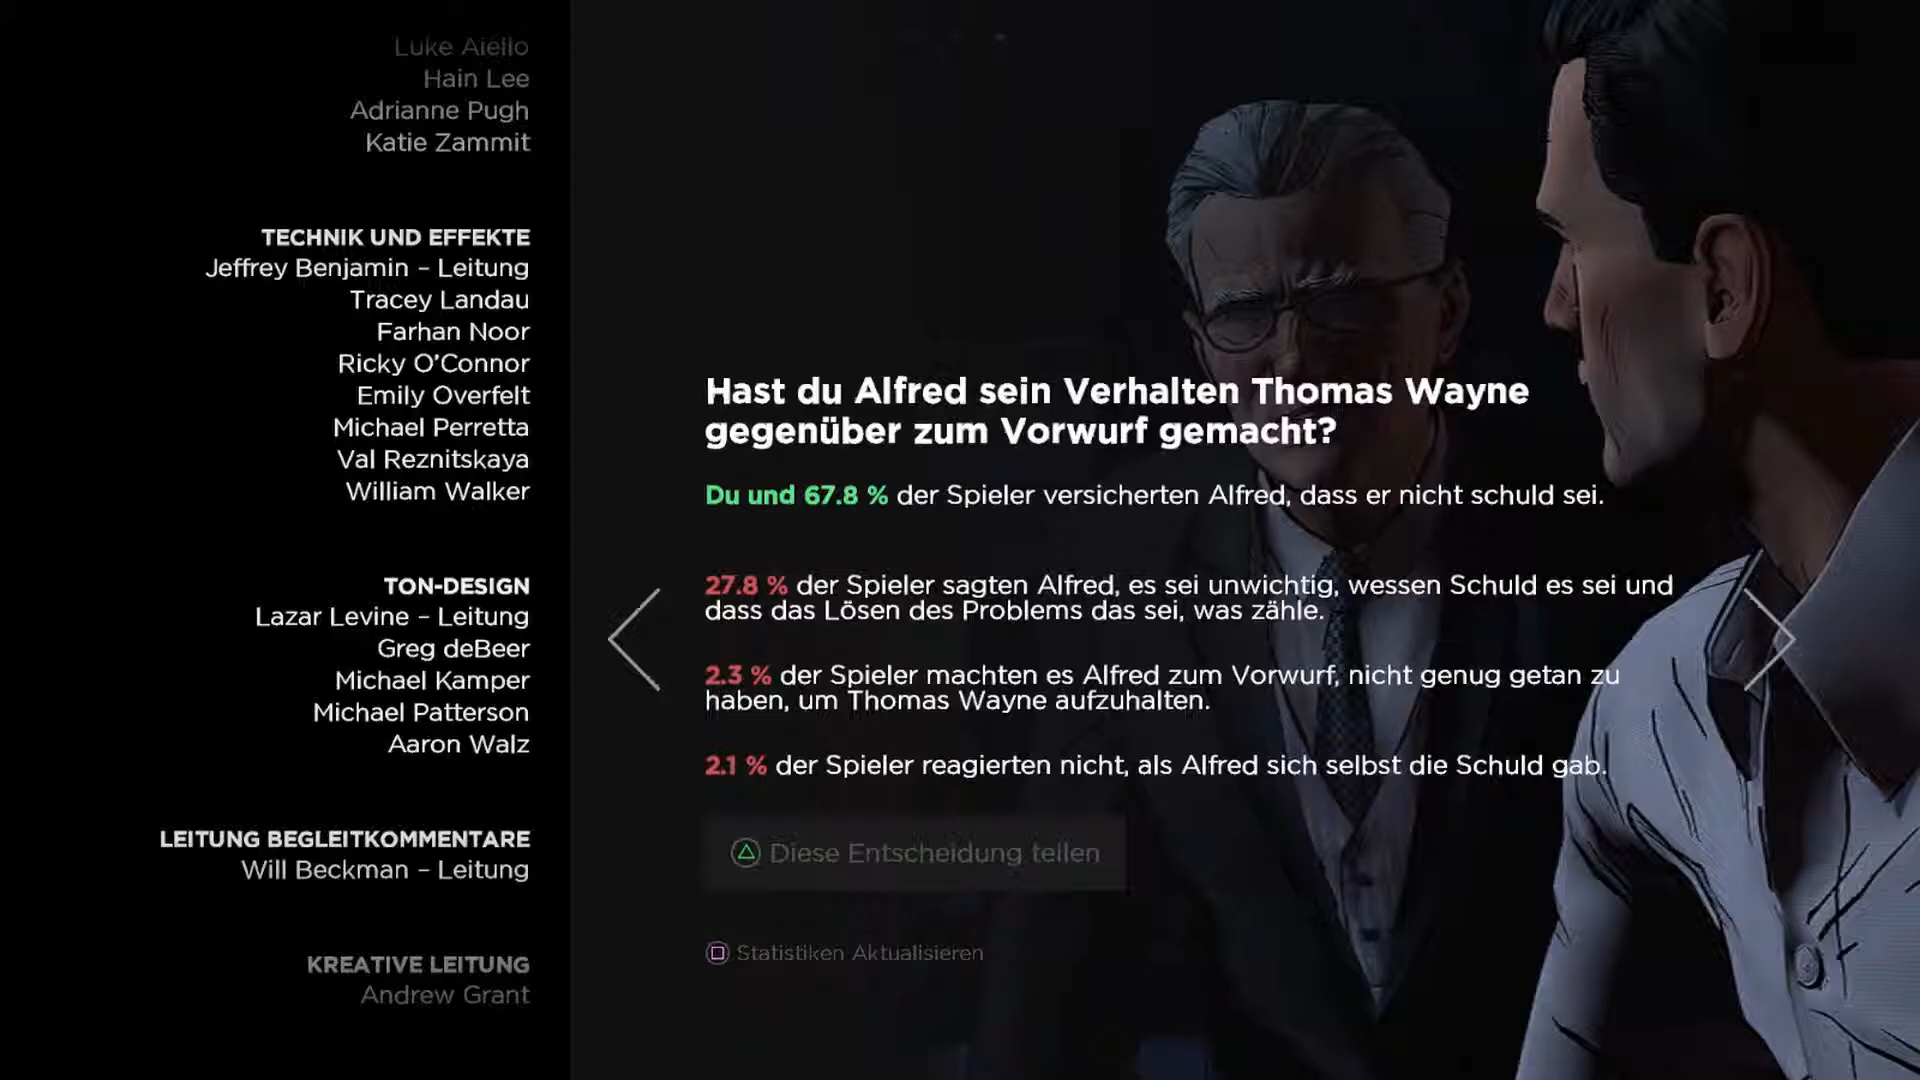 Luke Aiello
Hain Lee
Adrianne Pugh
Katie Zammit
TECHNIK UND EFFEKTE
Jeffrey Benjamin – Leitung
Tracey Landau
Farhan Noor
Ricky O'Connor
Emily Overfelt
Michael Perretta
Val Reznitskaya
William Walker
TON-DESIGN
Lazar Levine – Leitung
Greg deBeer
Michael Kamper
Michael Patterson
Aaron Walz
LEITUNG BEGLEITKOMMENTARE
Will Beckman – Leitung
KREATIVE LEITUNG
Andrew Grant
Hast du Alfred sein Verhalten Thomas Wayne
gegenüber zum Vorwurf gemacht?
Du und 67.8 % der Spieler versicherten Alfred, dass er nicht schuld sei.
27.8 % der Spieler sagten Alfred, es sei unwichtig, wessen Schuld es sei und
dass das Lösen des Problems das sei, was zähle.
2.3 % der Spieler machten es Alfred zum Vorwurf, nicht genug getan zu
haben, um Thomas Wayne aufzuhalten.
2.1 % der Spieler reagierten nicht, als Alfred sich selbst die Schuld gab.
Diese Entscheidung teilen
Statistiken Aktualisieren